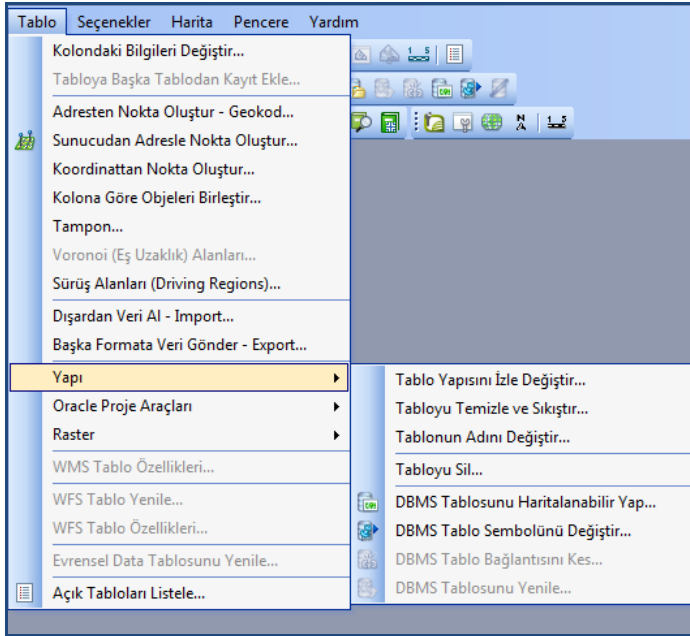 Tablo Seçenekler Harita Pencere Yardım
Kolondaki Bilgileri Değiştir...
Tabloya Başka Tablodan Kayıt Ekle...
Adresten Nokta Oluştur - Geokod...
Sunucudan Adresle Nokta Oluştur...
Koordinattan Nokta Oluştur...
Kolona Göre Objeleri Birleştir...
Tampon...
Voronoi (Eş Uzaklık) Alanları...
Sürüş Alanları (Driving Regions)...
Dışardan Veri Al - Import...
Başka Formata Veri Gönder - Export...
Yapı
Oracle Proje Araçları
Raster
WMS Tablo Özellikleri...
WFS Tablo Yenile...
WFS Tablo Özellikleri...
Evrensel Data Tablosunu Yenile...
Açık Tabloları Listele...
Tablo Yapısını İzle Değiştir...
Tabloyu Temizle ve Sıkıştır...
Tablonun Adını Değiştir...
Tabloyu Sil...
DBMS Tablosunu Haritalanabilir Yap...
DBMS Tablo Sembolünü Değiştir...
DBMS Tablo Bağlantısını Kes...
DBMS Tablosunu Yenile...